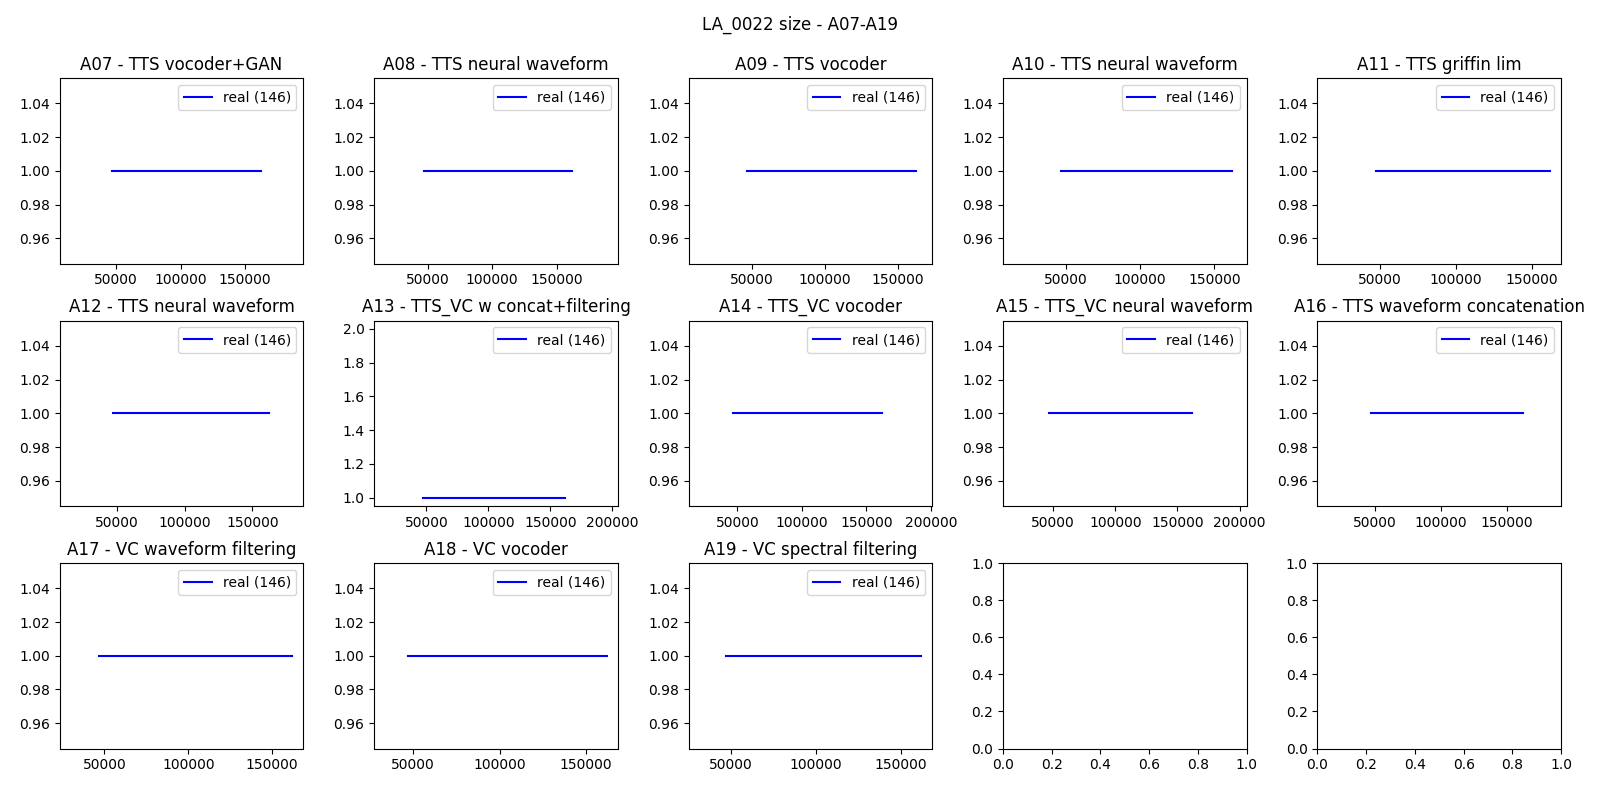 LA_0022 size - A07-A19
A07 - TTS vocoder+GAN
real (146)
1.04
1.02
1.00
0.98
0.96
50000 100000 150000
A08 - TTS neural waveform
real (146)
1.04
1.02
1.00
0.98
0.96
50000 100000 150000
A09 - TTS vocoder
real (146)
1.04
1.02
1.00
0.98
0.96
50000 100000 150000
A10 - TTS neural waveform
real (146)
1.04
1.02
1.00
0.98
0.96
50000 100000 150000
A11 - TTS griffin lim
real (146)
1.04
1.02
1.00
0.98
0.96
50000 100000 150000
A12 - TTS neural waveform
real (146)
1.04
1.02
1.00
0.98
0.96
50000 100000 150000
A13 - TTS_VC w concat+filtering
real (146)
2.0
1.8
1.6
1.4
1.2
1.0
50000 100000 150000 200000
A14 - TTS_VC vocoder
real (146)
1.04
1.02
1.00
0.98
0.96
50000 100000 150000 200000
A15 - TTS_VC neural waveform
real (146)
1.04
1.02
1.00
0.98
0.96
50000 100000 150000 200000
A16 - TTS waveform concatenation
real (146)
1.04
1.02
1.00
0.98
0.96
50000 100000 150000
A17 - VC waveform filtering
real (146)
1.04
1.02
1.00
0.98
0.96
50000 100000 150000
A18 - VC vocoder
real (146)
1.04
1.02
1.00
0.98
0.96
50000 100000 150000
A19 - VC spectral filtering
real (146)
1.04
1.02
1.00
0.98
0.96
50000 100000 150000
1.0
0.8
0.6
0.4
0.2
0.0
0.0 0.2 0.4 0.6 0.8 1.0
1.0
0.8
0.6
0.4
0.2
0.0
0.0 0.2 0.4 0.6 0.8 1.0